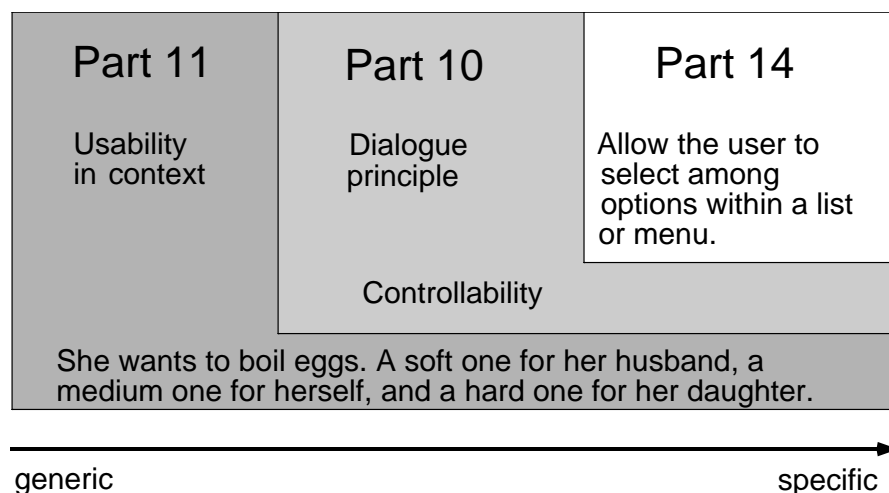 Part 11
Usability
in context
Part 10
Dialogue
principle
Part 14
Allow the user to
select among
options within a list
or menu.
Controllability
She wants to boil eggs. A soft one for her husband, a
medium one for herself, and a hard one for her daughter.
generic
specific